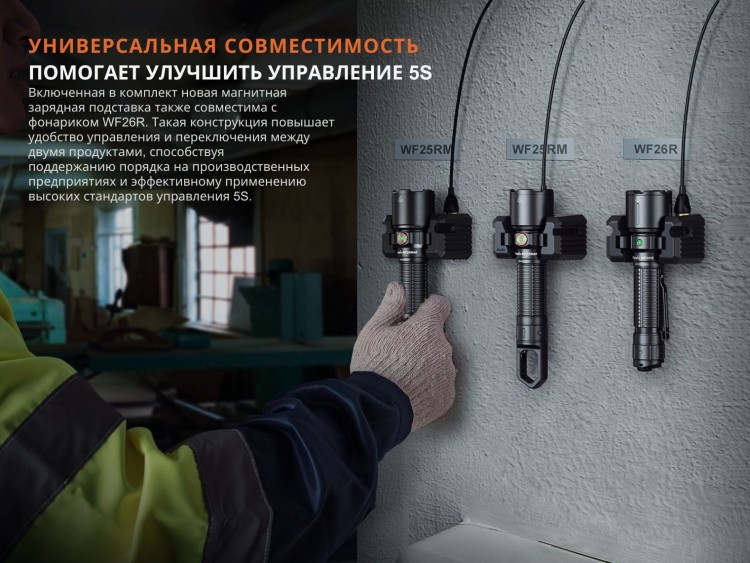 УНИВЕРСАЛЬНАЯ СОВМЕСТИМОСТЬ
ПОМОГАЕТ УЛУЧШИТЬ УПРАВЛЕНИЕ 5S
Включенная в комплект новая магнитная
зарядная подставка также совместима с
фонариком WF26R. Такая конструкция повышает
удобство управления и переключения между
двумя продуктами, способствуя
поддержанию порядка на производственных
предприятиях и эффективному применению
высоких стандартов управления 5S.
WF25RM WF25RM WF26R